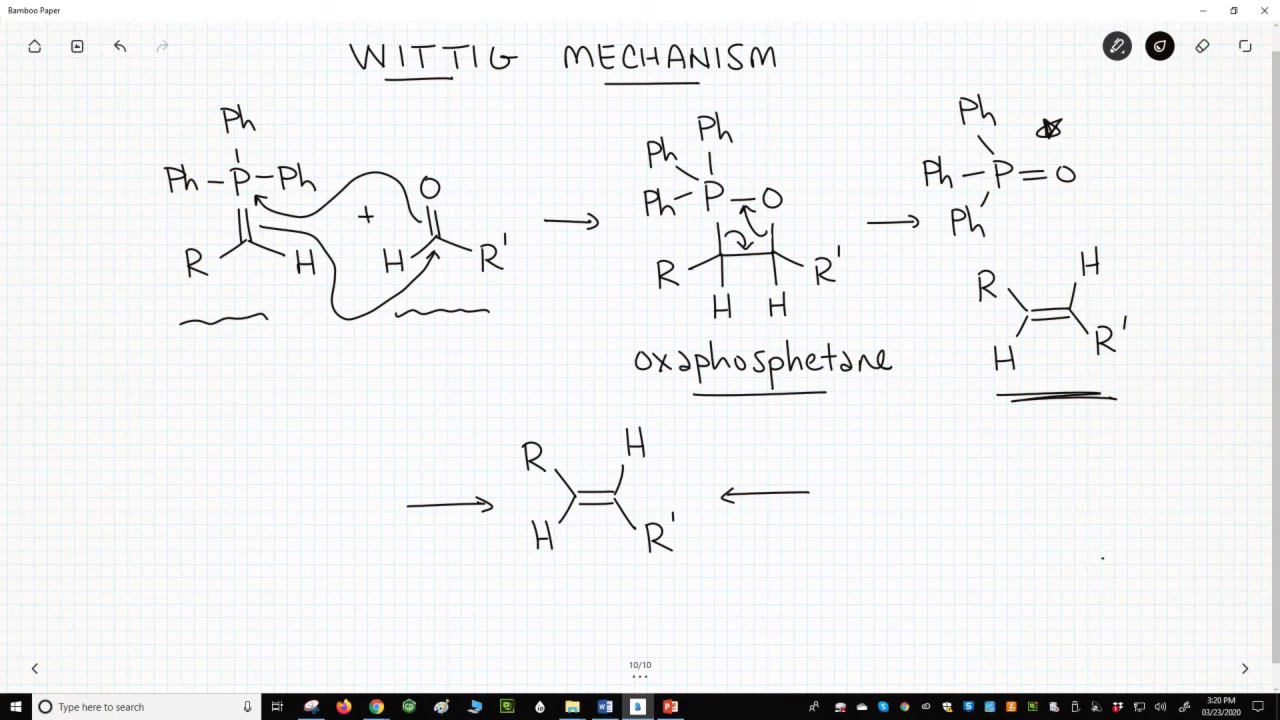 Bamboo Paper
WITTIG MECHANISM
Ph
Ph – P – Ph
R H
+
O
H R'
Ph
Ph
Ph – P – O
R R'
H H
oxaphosphetane
Ph
Ph – P = O
Ph
R H
H R'
R H
H R'
10/10
Type here to search
3:20 PM
03/23/2020